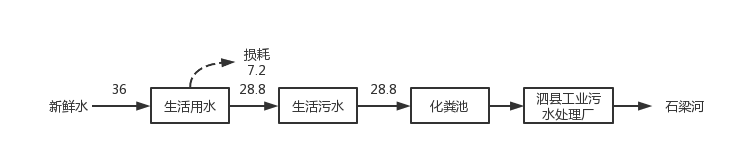 损耗
7.2
36
28.8
28.8
新鲜水
生活用水
生活污水
化粪池
泗县工业污
水处理厂
石梁河